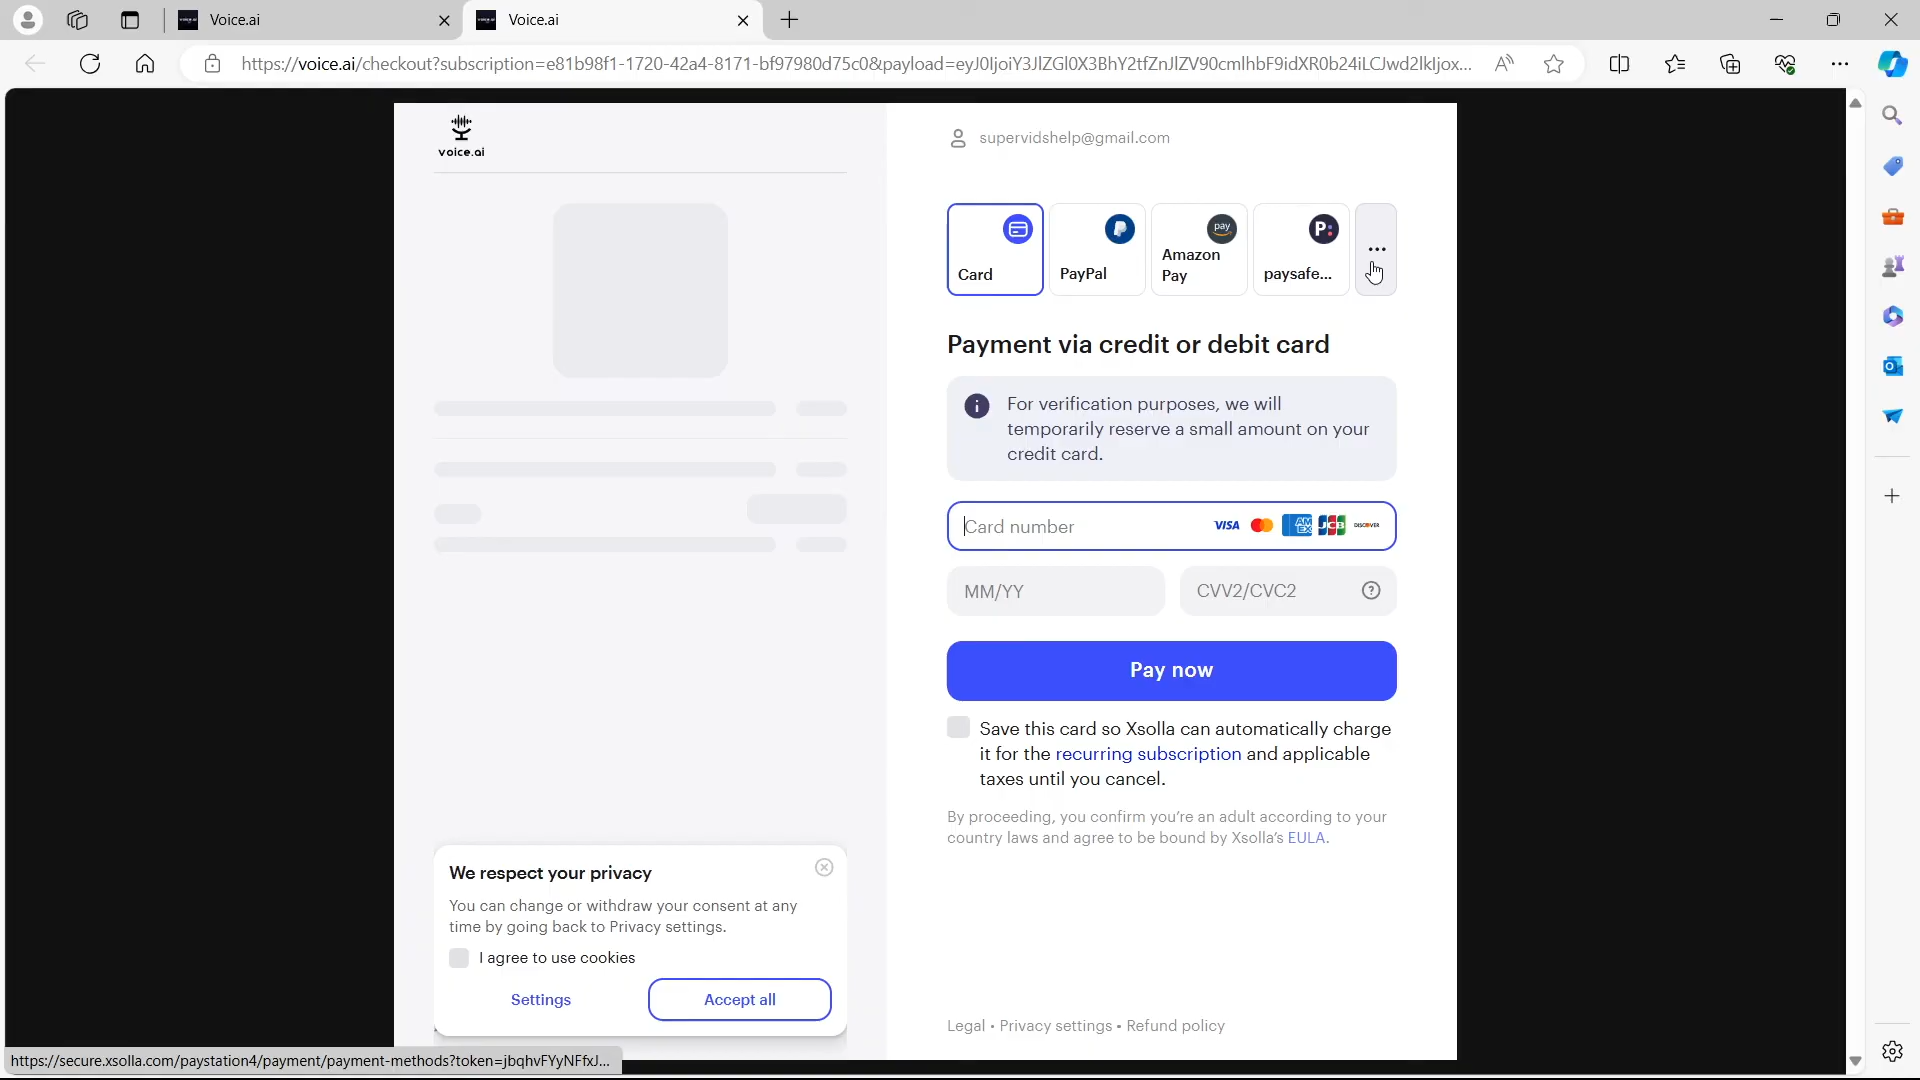 Voice.ai
Voice.ai
https://voice.ai/checkout?subscription=e81b98f1-1720-42a4-8171-bf97980d75c0&payload=eyJ0IjoiY3JlZGl0X3BhY2tfZnJlZV90cmlhbF9idXR0b24iLCJwd2lkIjox...
voice.ai
supervidshelp@gmail.com
Card
PayPal
pay
Amazon
Pay
P:
paysafe...
...
Payment via credit or debit card
For verification purposes, we will
temporarily reserve a small amount on your
credit card.
Card number
VISA
AM
EX
JCB
DISCOVER
MM/YY
CVV2/CVC2
Pay now
Save this card so Xsolla can automatically charge
it for the recurring subscription and applicable
taxes until you cancel.
By proceeding, you confirm you're an adult according to your
country laws and agree to be bound by Xsolla's EULA.
We respect your privacy
You can change or withdraw your consent at any
time by going back to Privacy settings.
I agree to use cookies
Settings
Accept all
Legal • Privacy settings • Refund policy
https://secure.xsolla.com/paystation4/payment/payment-methods?token=jbqhvFYyNFfxJ...